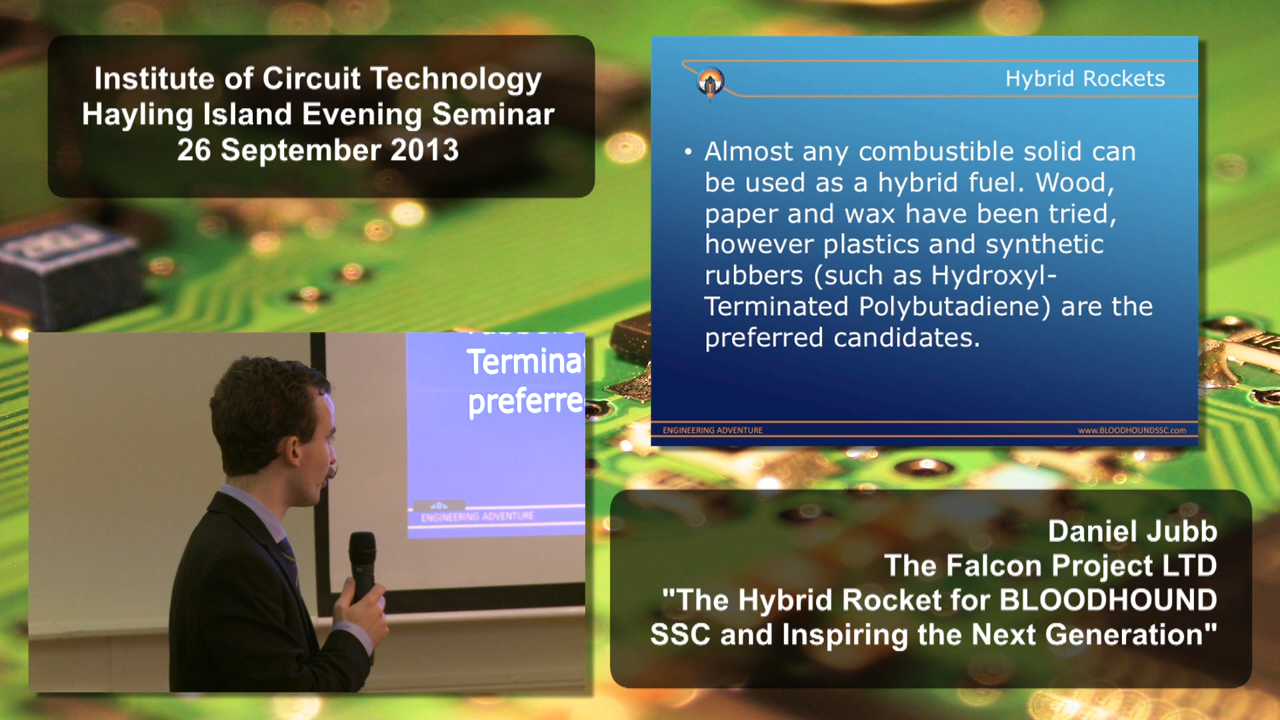 Institute of Circuit Technology
Hayling Island Evening Seminar
26 September 2013
Hybrid Rockets
• Almost any combustible solid can
be used as a hybrid fuel. Wood,
paper and wax have been tried,
however plastics and synthetic
rubbers (such as Hydroxyl-
Terminated Polybutadiene) are the
preferred candidates.
ENGINEERING ADVENTURE
www.BLOODHOUNDSSC.com
Termina
preferre
ENGINEERING ADVENTURE
Daniel Jubb
The Falcon Project LTD
"The Hybrid Rocket for BLOODHOUND
SSC and Inspiring the Next Generation"